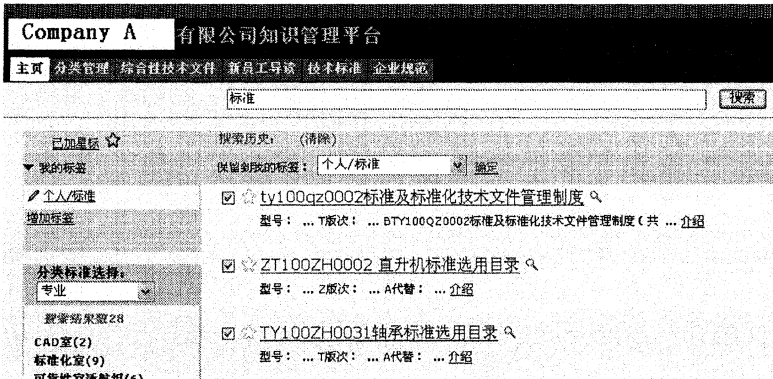 Company A 有限公司知识管理平台
主页 分类管理 综合性技术文件 新员工导读 技术标准 企业规范
标准 搜索
已加星标
我的标签
个人/标准
增加标签
搜索历史: (清除)
保留到我的标签: 个人/标准 确定
ty100qz0002标准及标准化技术文件管理制度
型号: ... T版次: ... BTY100QZ0002标准及标准化技术文件管理制度(共 ... 介绍
ZT100ZH0002 直升机标准选用目录
型号: ... Z版次: ... A代替: ... 介绍
TY100ZH0031轴承标准选用目录
型号: ... T版次: ... A代替: ... 介绍
分类标准选择:
专业
搜索结果数28
CAD室(2)
标准化室(9)
可靠性室适航组(6)